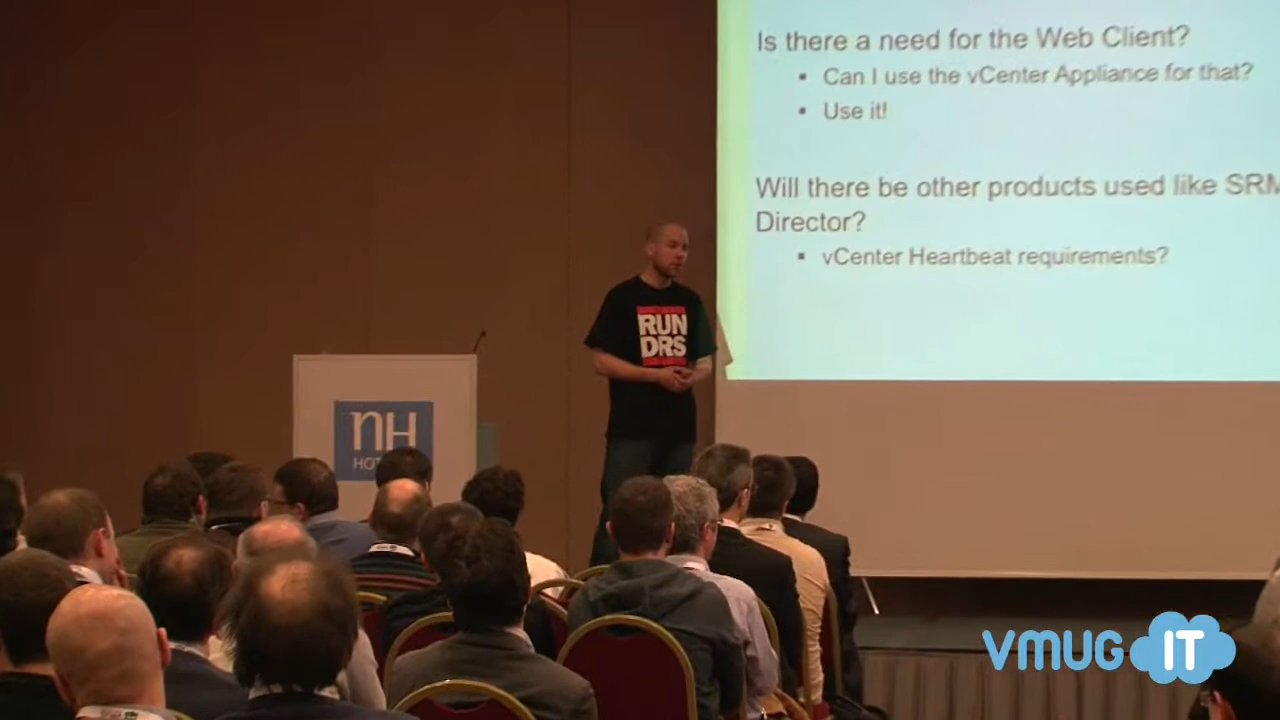 Is there a need for the Web Client?
▪ Can I use the vCenter Appliance for that?
▪ Use it!
Will there be other products used like SRM
Director?
▪ vCenter Heartbeat requirements?
RUN
DRS
nH
VMUG IT